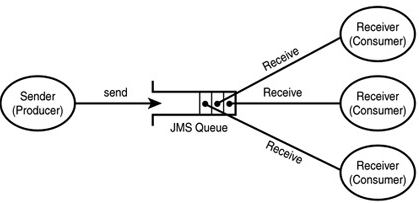 Sender
(Producer)
send
JMS Queue
Receive
Receiver
(Consumer)
Receive
Receiver
(Consumer)
Receive
Receiver
(Consumer)